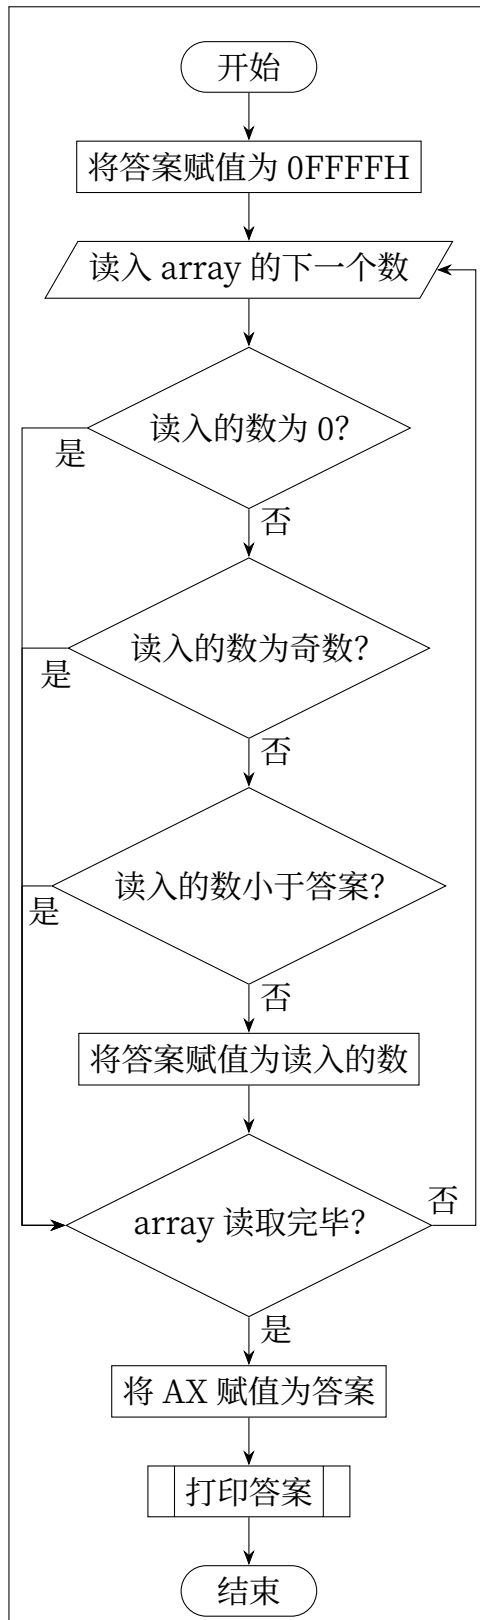 开始
将答案赋值为 0FFFFH
读入 array 的下一个数
读入的数为 0？
是
否
读入的数为奇数？
是
否
读入的数小于答案？
是
否
将答案赋值为读入的数
array 读取完毕？
否
是
将 AX 赋值为答案
打印答案
结束